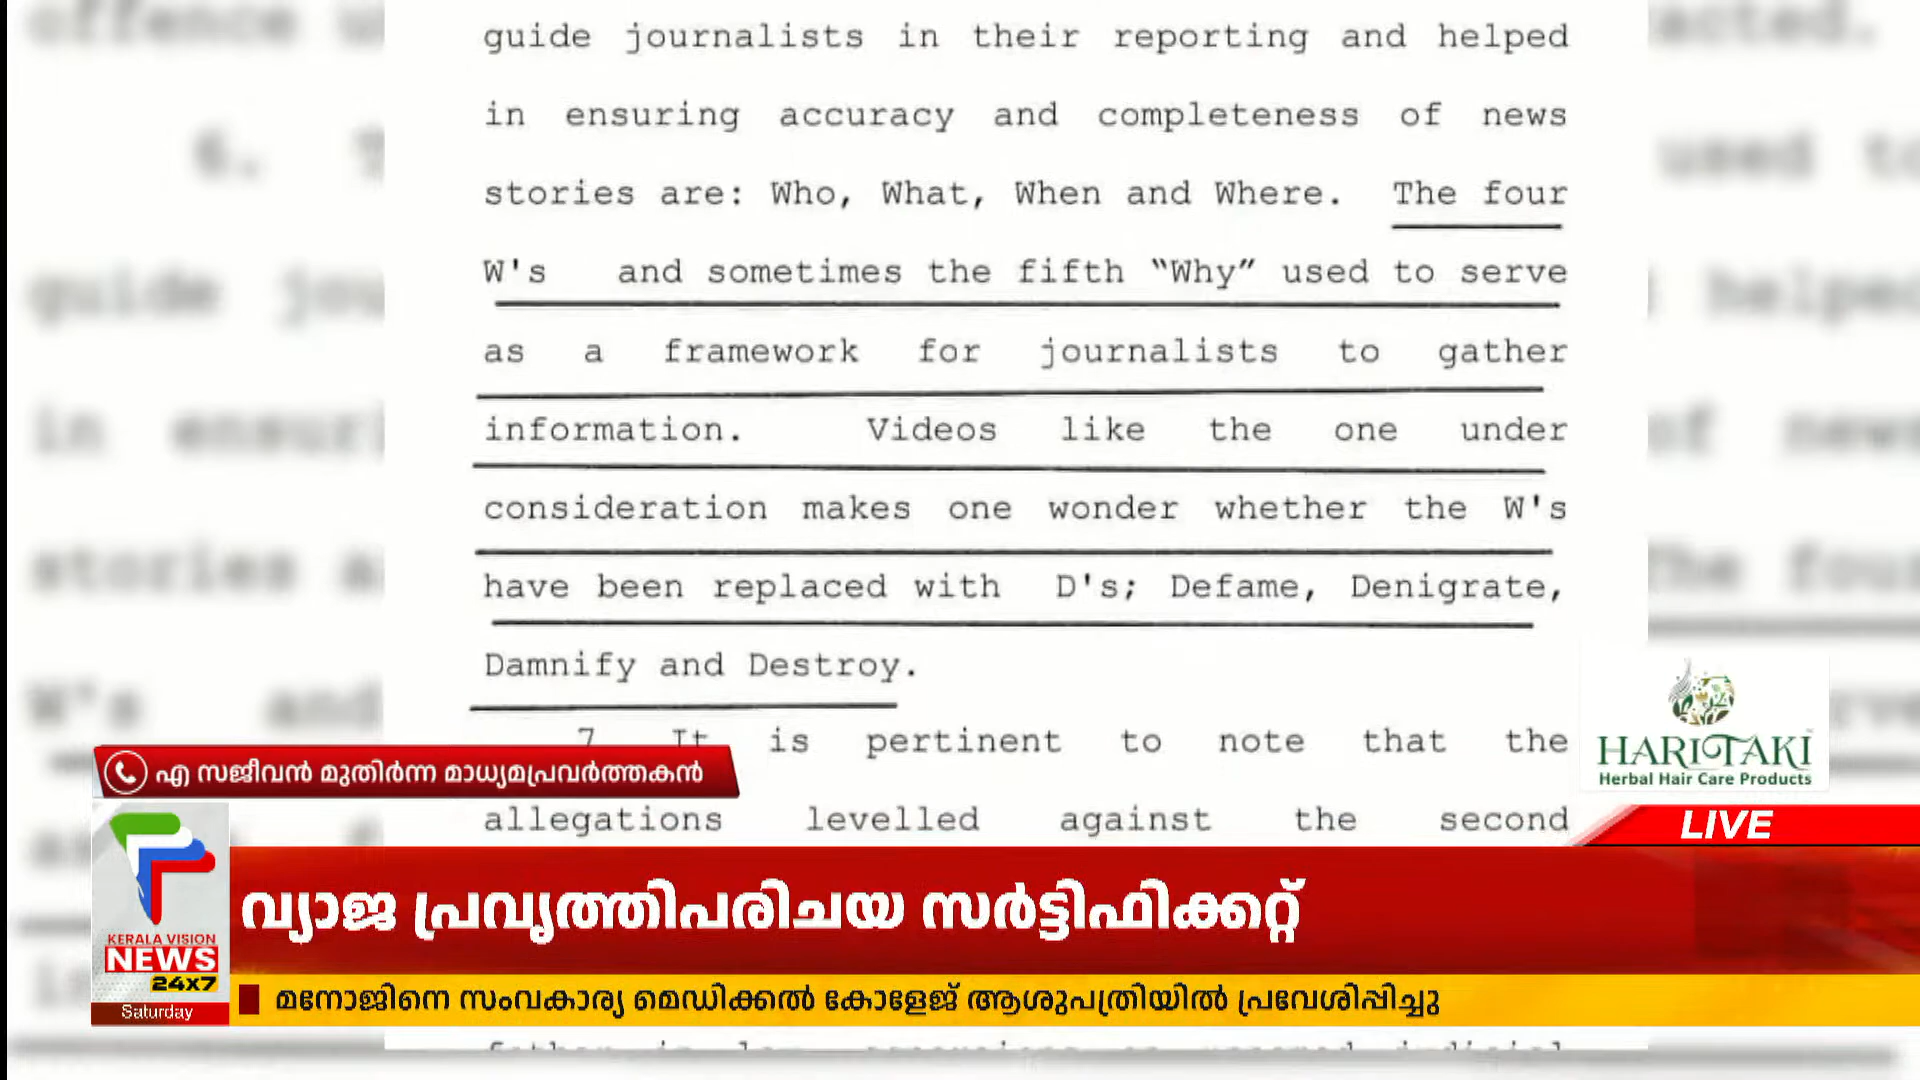 guide journalists in their reporting and helped
in ensuring accuracy and completeness of news
stories are: Who, What, When and Where. The four
W's and sometimes the fifth “Why” used to serve
as a framework for journalists to gather
information. Videos like the one under
consideration makes one wonder whether the W's
have been replaced with D's; Defame, Denigrate,
Damnify and Destroy.
7 It is pertinent to note that the
allegations levelled against the second
എ സജീവൻ മുതിർന്ന മാധ്യമപ്രവർത്തകൻ
HARITAKI
Herbal Hair Care Products
LIVE
വ്യാജ പ്രവൃത്തിപരിചയ സർട്ടിഫിക്കറ്റ്
KERALA VISION
NEWS
24x7
Saturday
മനോജിനെ സംവകാര്യ മെഡിക്കൽ കോളേജ് ആശുപത്രിയിൽ പ്രവേശിപ്പിച്ചു